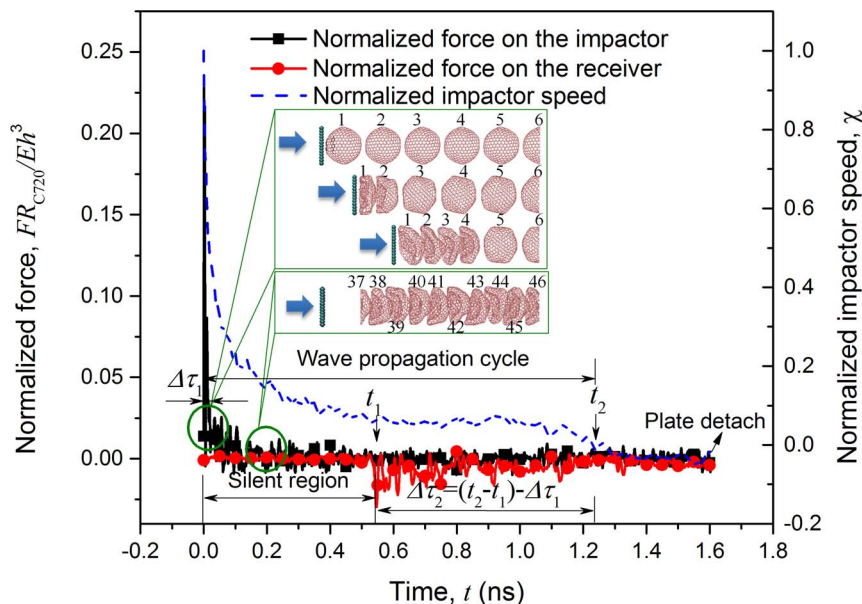 Normalized force on the impactor
Normalized force on the receiver
Normalized impactor speed
0.25
0.20
0.15
0.10
0.05
0.00
Normalized force, FR_C720/Eh³
1.0
0.8
0.6
0.4
0.2
0.0
-0.2
Normalized impactor speed, χ
1 2 3 4 5 6
1 2 3 4 5 6
1 2 3 4 5 6
37 38 40 41 43 44 46
39 42 45
Wave propagation cycle
Δτ₁
t₁
t₂
Plate detach
Silent region
Δτ₂=(t₂-t₁)-Δτ₁
-0.2 0.0 0.2 0.4 0.6 0.8 1.0 1.2 1.4 1.6 1.8
Time, t (ns)